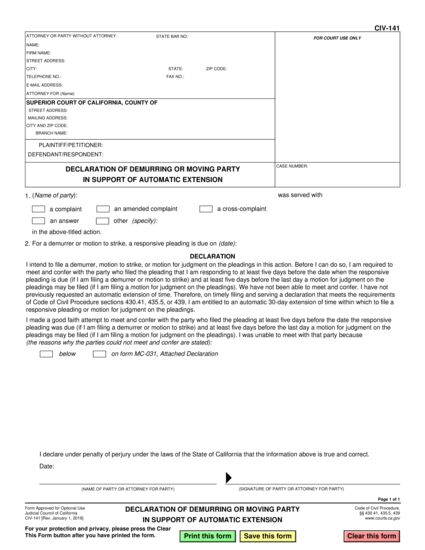 CIV-141
ATTORNEY OR PARTY WITHOUT ATTORNEY: STATE BAR NO:
FOR COURT USE ONLY
NAME:
FIRM NAME:
STREET ADDRESS:
CITY: STATE: ZIP CODE:
TELEPHONE NO.: FAX NO.:
E-MAIL ADDRESS:
ATTORNEY FOR (Name):
SUPERIOR COURT OF CALIFORNIA, COUNTY OF
STREET ADDRESS:
MAILING ADDRESS:
CITY AND ZIP CODE:
BRANCH NAME:
PLAINTIFF/PETITIONER:
DEFENDANT/RESPONDENT:
DECLARATION OF DEMURRING OR MOVING PARTY
IN SUPPORT OF AUTOMATIC EXTENSION
CASE NUMBER:
1. (Name of party): was served with
a complaint an amended complaint a cross-complaint
an answer other (specify):
in the above-titled action.
2. For a demurrer or motion to strike, a responsive pleading is due on (date):
DECLARATION
I intend to file a demurrer, motion to strike, or motion for judgment on the pleadings in this action. Before I can do so, I am required to
meet and confer with the party who filed the pleading that I am responding to at least five days before the date when the responsive
pleading is due (if I am filing a demurrer or motion to strike) and at least five days before the last day a motion for judgment on the
pleadings may be filed (if I am filing a motion for judgment on the pleadings). We have not been able to meet and confer. I have not
previously requested an automatic extension of time. Therefore, on timely filing and serving a declaration that meets the requirements
of Code of Civil Procedure sections 430.41, 435.5, or 439, I am entitled to an automatic 30-day extension of time within which to file a
responsive pleading or motion for judgment on the pleadings.
I made a good faith attempt to meet and confer with the party who filed the pleading at least five days before the date the responsive
pleading was due (if I am filing a demurrer or motion to strike) and at least five days before the last day a motion for judgment on the
pleadings may be filed (if I am filing a motion for judgment on the pleadings). I was unable to meet with that party because
(the reasons why the parties could not meet and confer are stated):
below on form MC-031, Attached Declaration
I declare under penalty of perjury under the laws of the State of California that the information above is true and correct.
Date:
(NAME OF PARTY OR ATTORNEY FOR PARTY) (SIGNATURE OF PARTY OR ATTORNEY FOR PARTY)
Page 1 of 1
Form Approved for Optional Use
Judicial Council of California
CIV-141 [Rev. January 1, 2019]
DECLARATION OF DEMURRING OR MOVING PARTY
IN SUPPORT OF AUTOMATIC EXTENSION
Code of Civil Procedure,
§§ 430.41, 435.5, 439
www.courts.ca.gov
For your protection and privacy, please press the Clear
This Form button after you have printed the form.
Print this form Save this form Clear this form